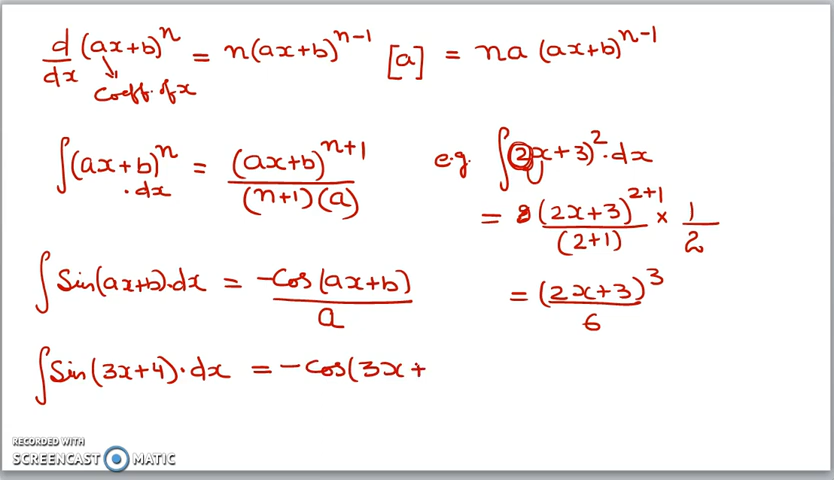 d/dx (ax+b)^n = n(ax+b)^{n-1} [a] = na (ax+b)^{n-1}
Coeff. of x
∫(ax+b)^n .dx = (ax+b)^{n+1} / (n+1)(a)
e.g. ∫(2x+3)^2.dx
= (2x+3)^{2+1} / (2+1) × 1/2
= (2x+3)^3 / 6
∫Sin(ax+b).dx = -Cos(ax+b) / a
∫Sin(3x+4).dx = -Cos(3x+
RECORDED WITH
SCREENCAST MATIC